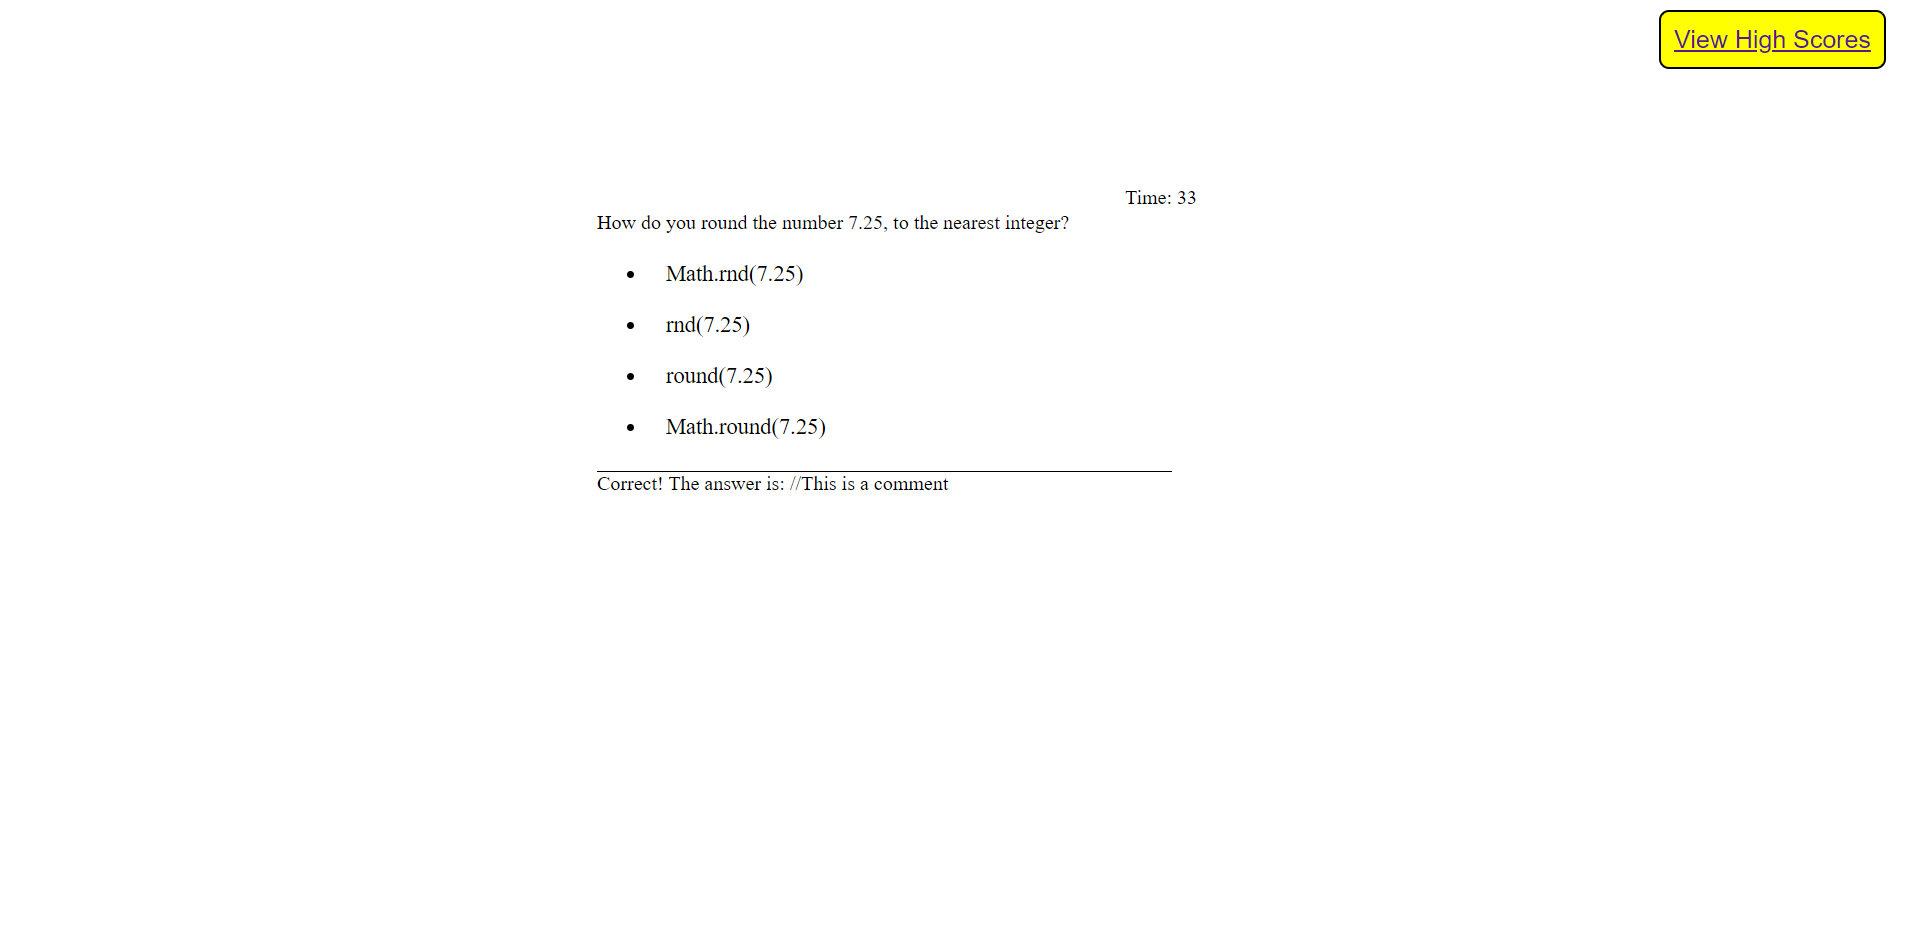 View High Scores
Time: 33
How do you round the number 7.25, to the nearest integer?
Math.rnd(7.25)
rnd(7.25)
round(7.25)
Math.round(7.25)
Correct! The answer is: //This is a comment